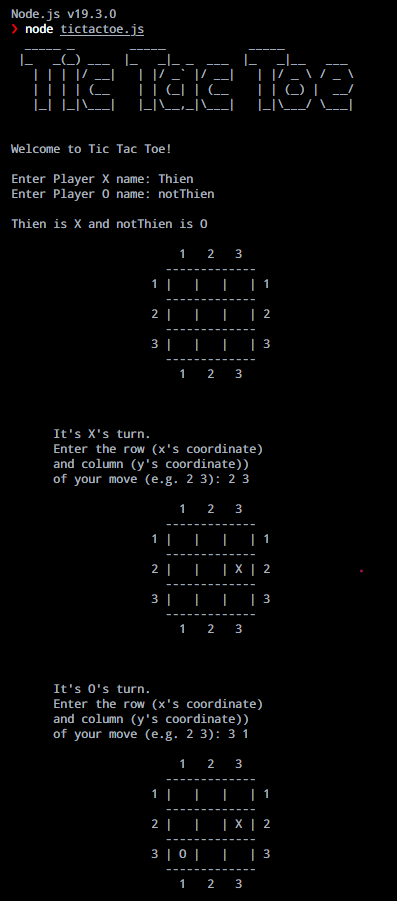 Node.js v19.3.0
❯ node tictactoe.js
Tic Tac Toe
Welcome to Tic Tac Toe!
Enter Player X name: Thien
Enter Player O name: notThien
Thien is X and notThien is O
1   2   3
-------------
1 |   |   |   | 1
-------------
2 |   |   |   | 2
-------------
3 |   |   |   | 3
-------------
1   2   3
It's X's turn.
Enter the row (x's coordinate)
and column (y's coordinate))
of your move (e.g. 2 3): 2 3
1   2   3
-------------
1 |   |   |   | 1
-------------
2 |   |   | X | 2
-------------
3 |   |   |   | 3
-------------
1   2   3
It's O's turn.
Enter the row (x's coordinate)
and column (y's coordinate))
of your move (e.g. 2 3): 3 1
1   2   3
-------------
1 |   |   |   | 1
-------------
2 |   |   | X | 2
-------------
3 | O |   |   | 3
-------------
1   2   3